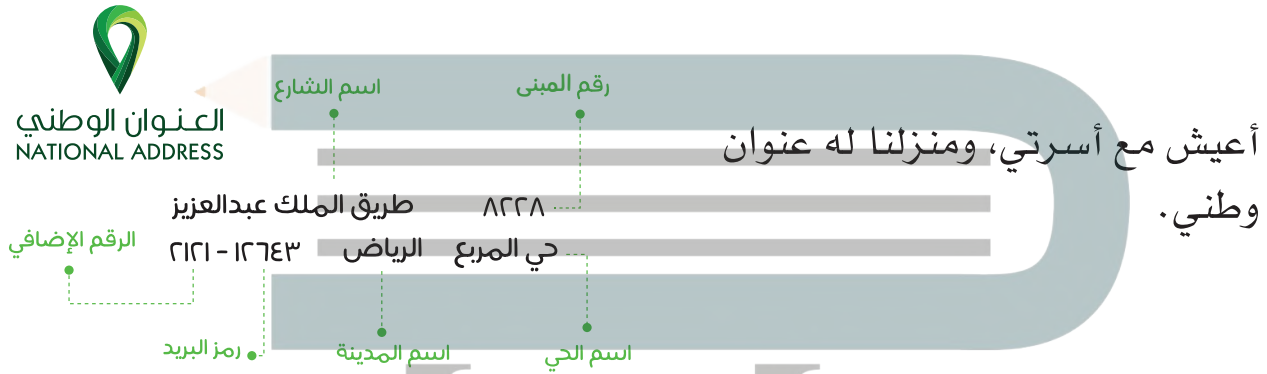 العنوان الوطني
NATIONAL ADDRESS
أعيش مع أسرتي، ومنزلنا له عنوان
وطني.
رقم المبنى
اسم الشارع
٨٢٢٨ طريق الملك عبدالعزيز
حي المربع الرياض ١٢٦٤٣ - ٢١٢١
الرقم الإضافي
اسم الحي
اسم المدينة
رمز البريد